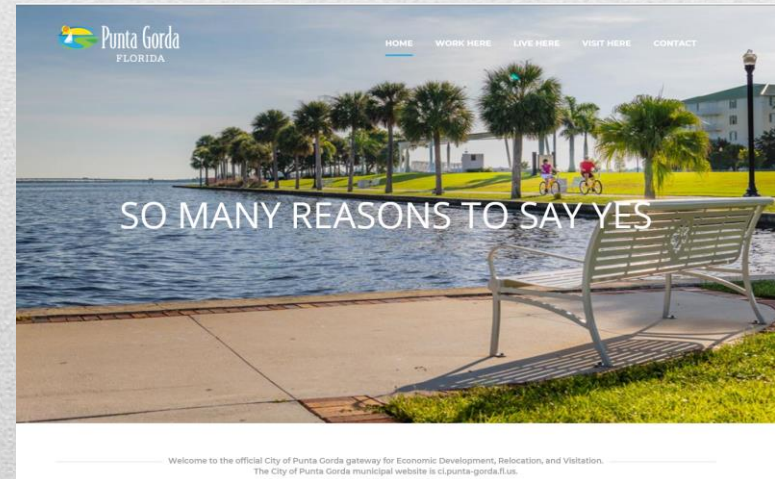 Punta Gorda
FLORIDA
HOME WORK HERE LIVE HERE VISIT HERE CONTACT
SO MANY REASONS TO SAY YES
Welcome to the official City of Punta Gorda gateway for Economic Development, Relocation, and Visitation.
The City of Punta Gorda municipal website is ci.punta-gorda.fl.us.